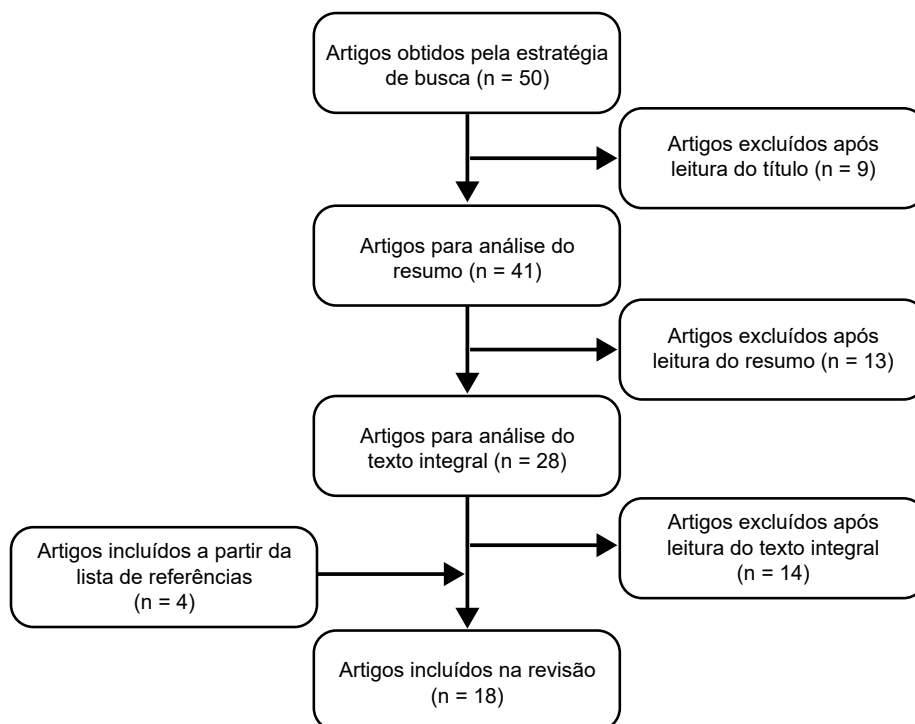 Artigos obtidos pela estratégia
de busca (n = 50)
Artigos excluídos após
leitura do título (n = 9)
Artigos para análise do
resumo (n = 41)
Artigos excluídos após
leitura do resumo (n = 13)
Artigos para análise do
texto integral (n = 28)
Artigos excluídos após
leitura do texto integral
(n = 14)
Artigos incluídos a partir da
lista de referências
(n = 4)
Artigos incluídos na revisão
(n = 18)